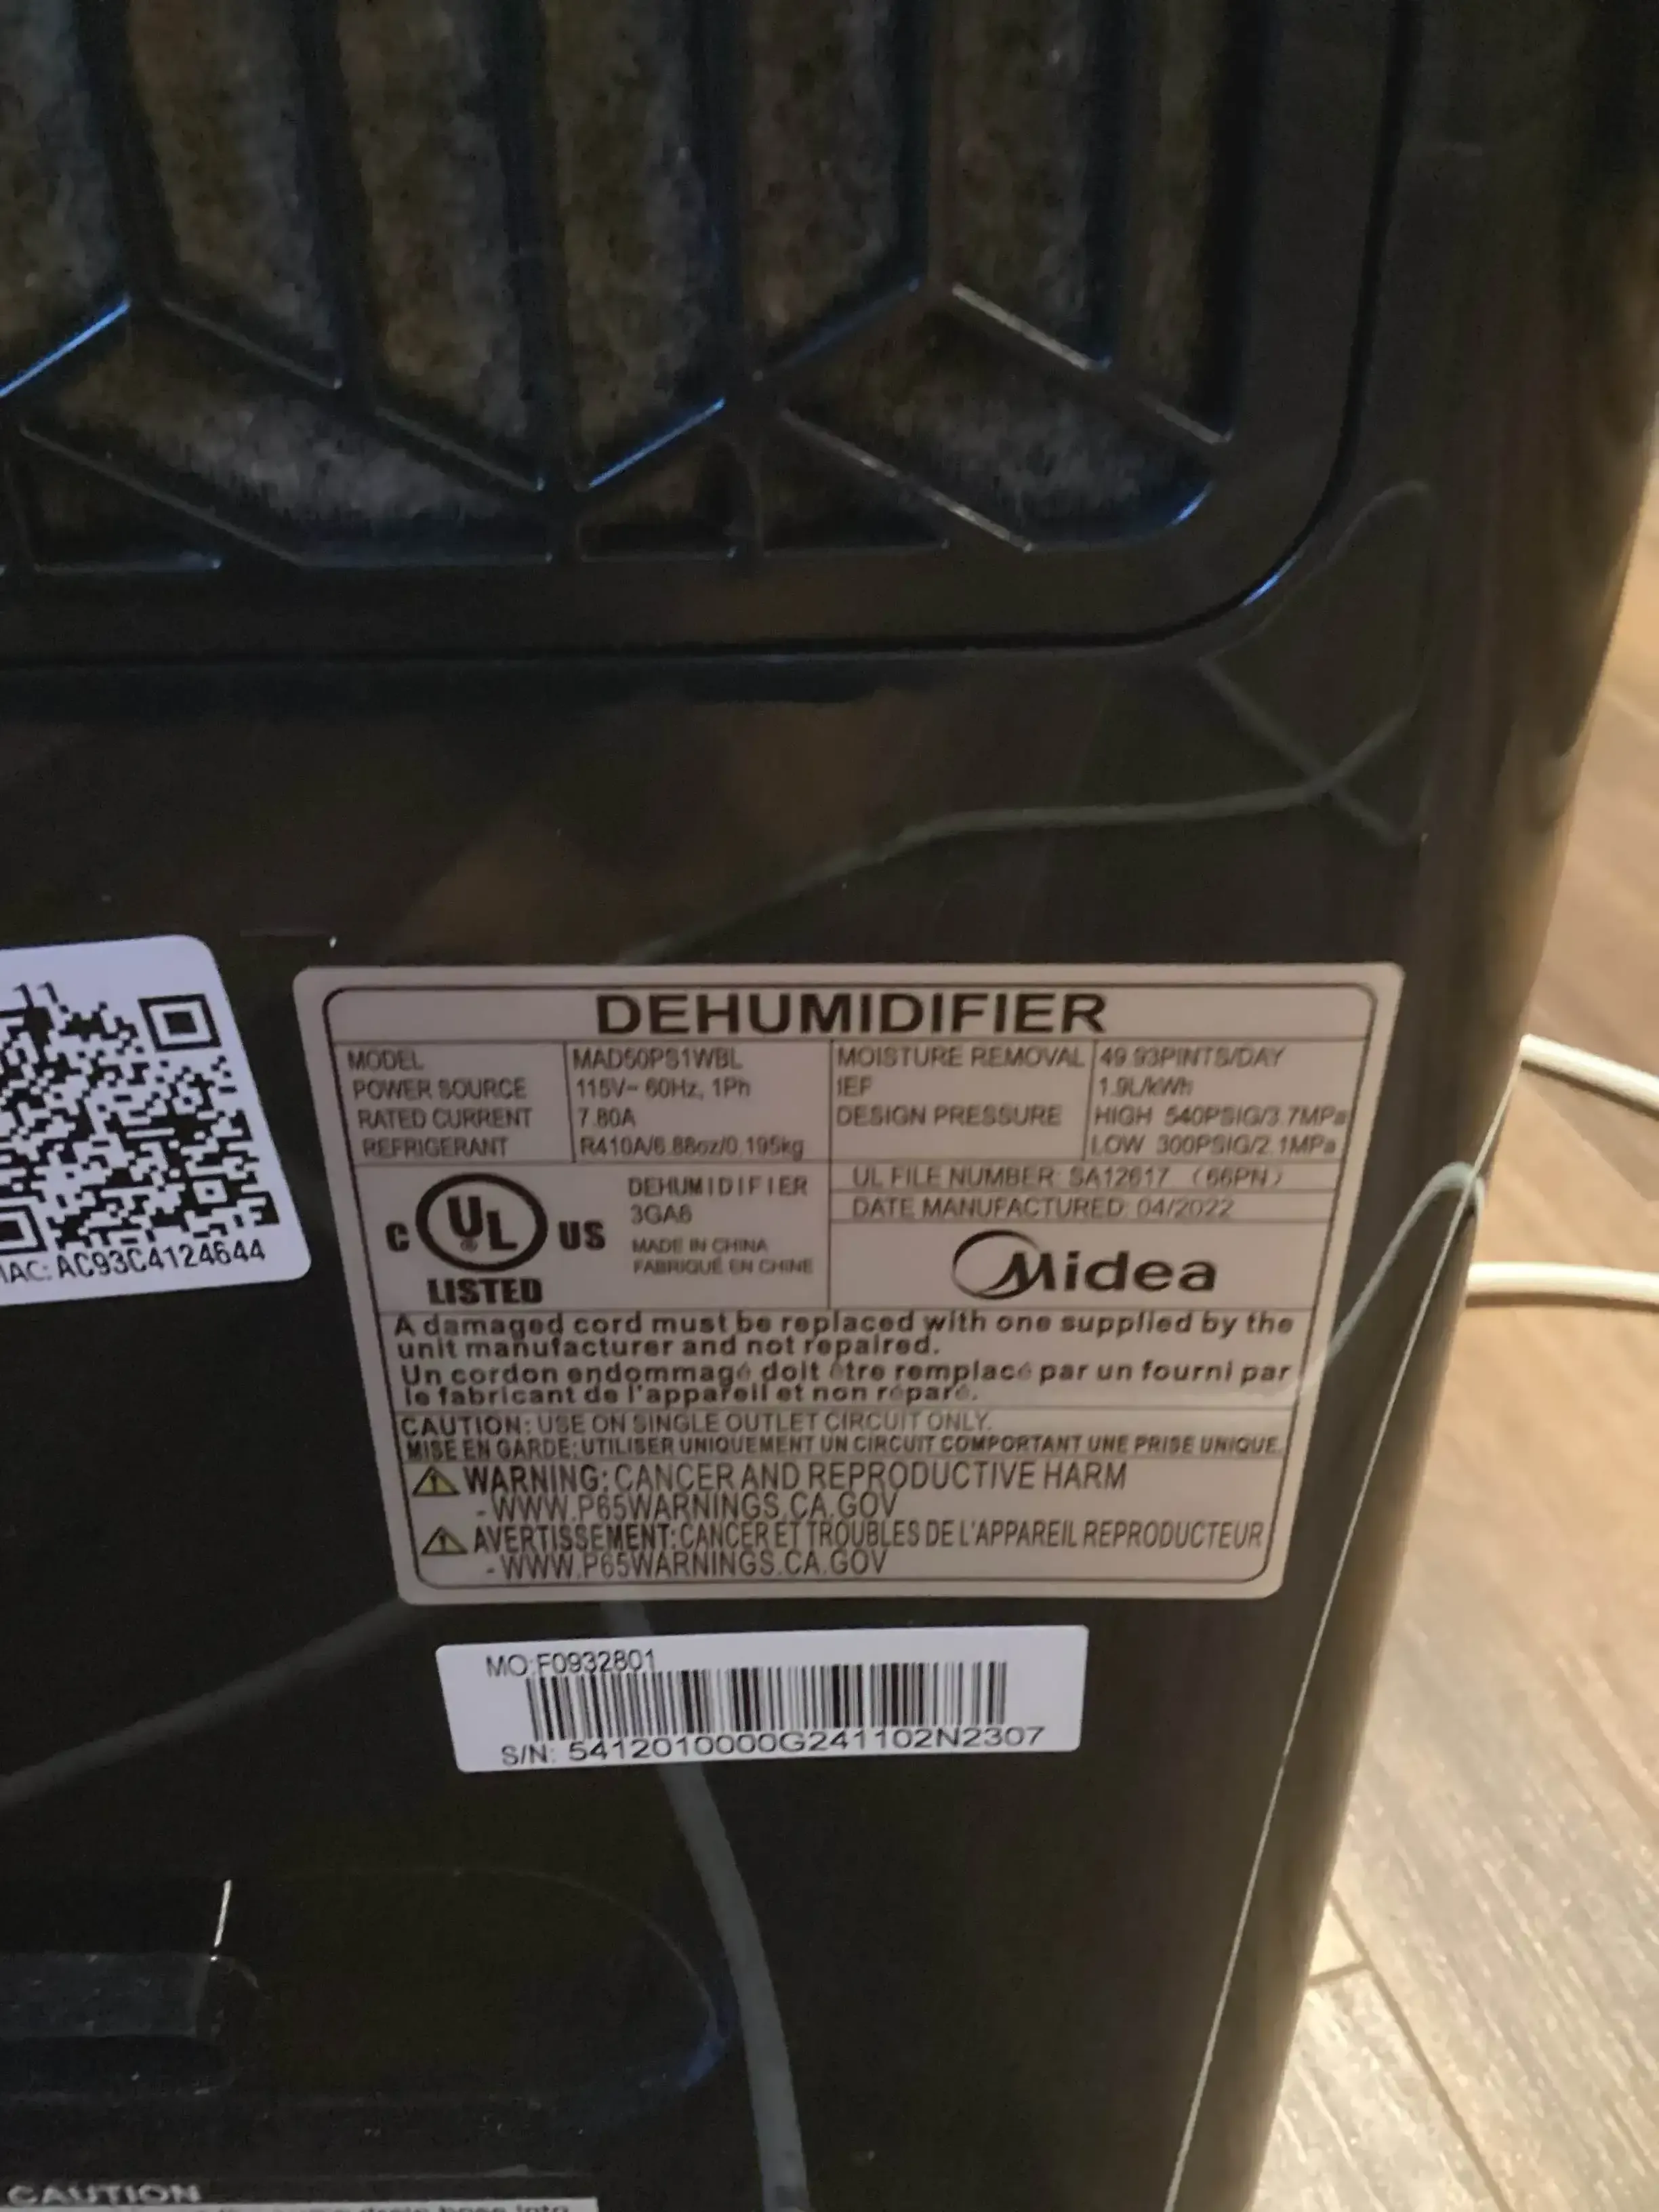 DEHUMIDIFIER
MODEL MAD50PS1WBL MOISTURE REMOVAL 49.93PINTS/DAY
POWER SOURCE 115V~ 60Hz, 1Ph IEF 1.9L/kWh
RATED CURRENT 7.80A DESIGN PRESSURE HIGH 540PSIG/3.7MPa
REFRIGERANT R410A/6.88oz/0.195kg LOW 300PSIG/2.1MPa
UL FILE NUMBER: SA12617 (66PN)
DATE MANUFACTURED: 04/2022
C UL ® US
LISTED
DEHUMIDIFIER
3GA6
MADE IN CHINA
FABRIQUÉ EN CHINE
Midea
A damaged cord must be replaced with one supplied by the
unit manufacturer and not repaired.
Un cordon endommagé doit être remplacé par un fourni par
le fabricant de l'appareil et non réparé.
CAUTION: USE ON SINGLE OUTLET CIRCUIT ONLY.
MISE EN GARDE: UTILISER UNIQUEMENT UN CIRCUIT COMPORTANT UNE PRISE UNIQUE.
WARNING: CANCER AND REPRODUCTIVE HARM
- WWW.P65WARNINGS.CA.GOV
AVERTISSEMENT: CANCER ET TROUBLES DE L'APPAREIL REPRODUCTEUR
- WWW.P65WARNINGS.CA.GOV
11
MAC: AC93C4124644
MO:F0932801
S/N: 5412010000G241102N2307
CAUTION